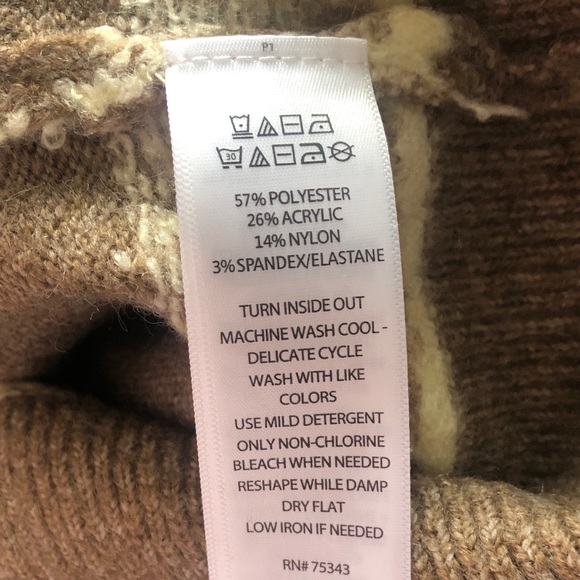 P1
30
57% POLYESTER
26% ACRYLIC
14% NYLON
3% SPANDEX/ELASTANE
TURN INSIDE OUT
MACHINE WASH COOL -
DELICATE CYCLE
WASH WITH LIKE
COLORS
USE MILD DETERGENT
ONLY NON-CHLORINE
BLEACH WHEN NEEDED
RESHAPE WHILE DAMP
DRY FLAT
LOW IRON IF NEEDED
RN# 75343